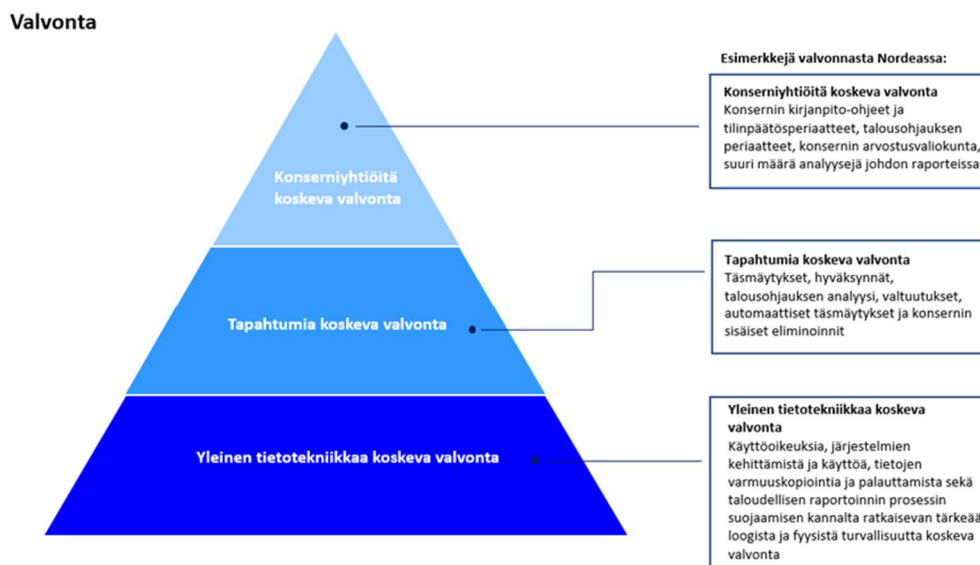 Valvonta
Esimerkkejä valvonnasta Nordeassa:
Konserniyhtiöitä
koskeva valvonta
Tapahtumia koskeva valvonta
Yleinen tietotekniikkaa koskeva valvonta
Konserniyhtiöitä koskeva valvonta
Konsernin kirjanpito-ohjeet ja
tilinpäätösperiaatteet, talousohjauksen
periaatteet, konsernin arvostusvaliokunta,
suuri määrä analyysejä johdon raporteissa
Tapahtumia koskeva valvonta
Täsmäytykset, hyväksynnät,
talousohjauksen analyysi, valtuutukset,
automaattiset täsmäytykset ja konsernin
sisäiset eliminoinnit
Yleinen tietotekniikkaa koskeva
valvonta
Käyttöoikeuksia, järjestelmien
kehittämistä ja käyttöä, tietojen
varmuuskopiointia ja palauttamista sekä
taloudellisen raportoinnin prosessin
suojaamisen kannalta ratkaisevan tärkeää
loogista ja fyysistä turvallisuutta koskeva
valvonta